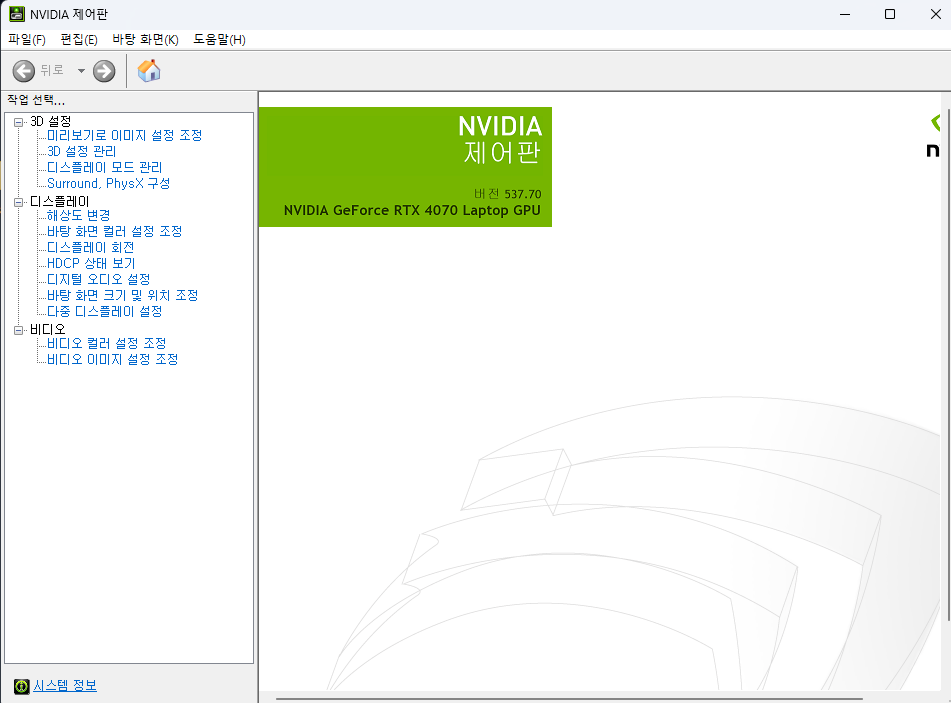 NVIDIA 제어판
파일(F) 편집(E) 바탕 화면(K) 도움말(H)
뒤로
작업 선택...
3D 설정
미리보기로 이미지 설정 조정
3D 설정 관리
디스플레이 모드 관리
Surround, PhysX 구성
디스플레이
해상도 변경
바탕 화면 컬러 설정 조정
디스플레이 회전
HDCP 상태 보기
디지털 오디오 설정
바탕 화면 크기 및 위치 조정
다중 디스플레이 설정
비디오
비디오 컬러 설정 조정
비디오 이미지 설정 조정
시스템 정보
NVIDIA
제어판
버전 537.70
NVIDIA GeForce RTX 4070 Laptop GPU
n